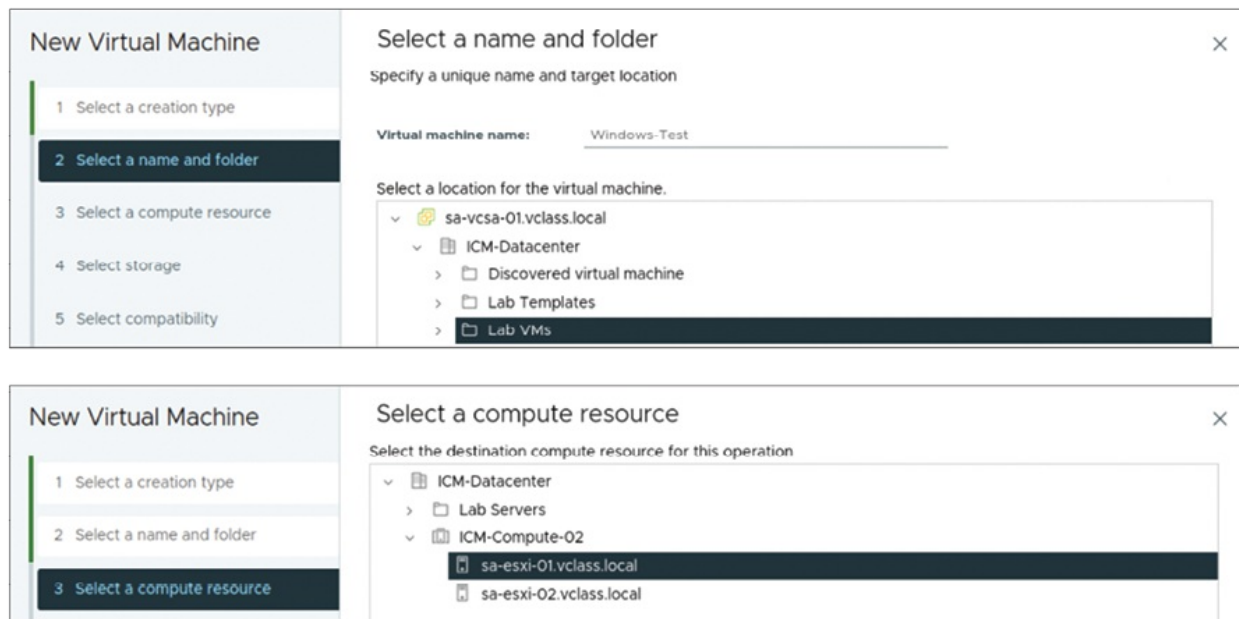 New Virtual Machine
1 Select a creation type
2 Select a name and folder
3 Select a compute resource
4 Select storage
5 Select compatibility
Select a name and folder
Specify a unique name and target location
Virtual machine name: Windows-Test
Select a location for the virtual machine.
sa-vcsa-01.vclass.local
ICM-Datacenter
Discovered virtual machine
Lab Templates
Lab VMs
New Virtual Machine
1 Select a creation type
2 Select a name and folder
3 Select a compute resource
Select a compute resource
Select the destination compute resource for this operation
ICM-Datacenter
Lab Servers
ICM-Compute-02
sa-esxi-01.vclass.local
sa-esxi-02.vclass.local